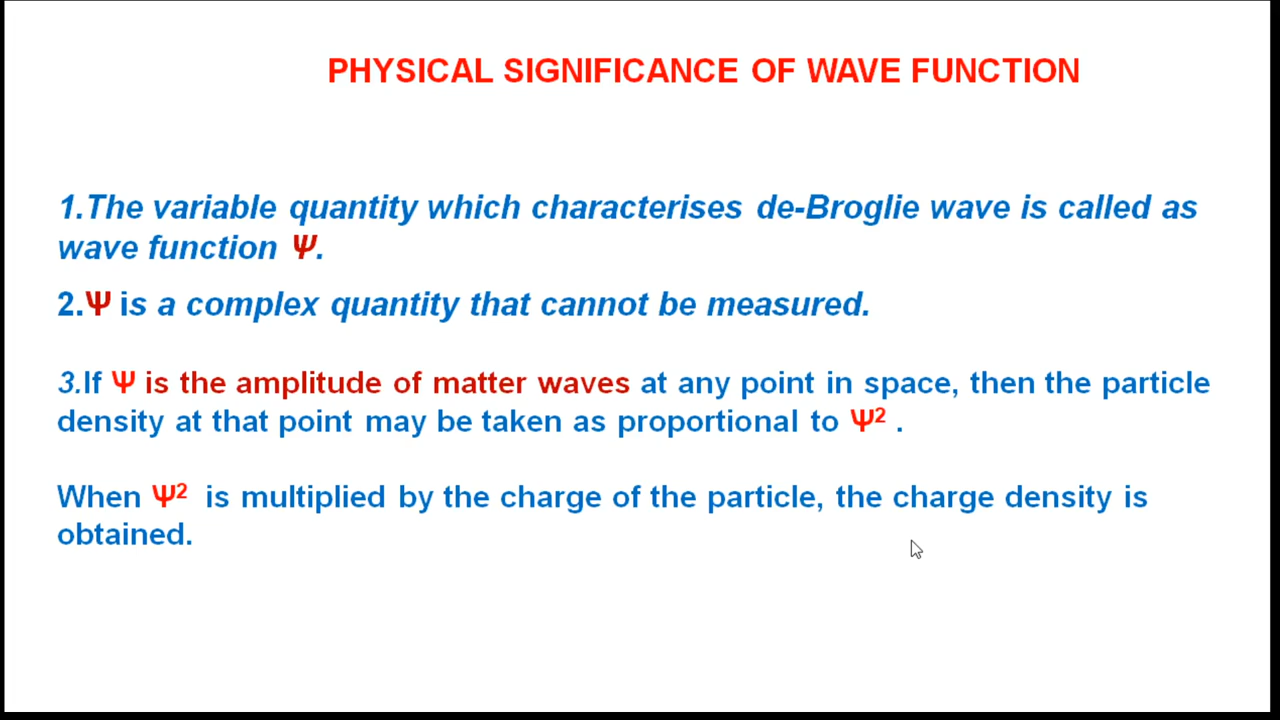 PHYSICAL SIGNIFICANCE OF WAVE FUNCTION
1.The variable quantity which characterises de-Broglie wave is called as
wave function Ψ.
2.Ψ is a complex quantity that cannot be measured.
3.If Ψ is the amplitude of matter waves at any point in space, then the particle
density at that point may be taken as proportional to Ψ² .
When Ψ² is multiplied by the charge of the particle, the charge density is
obtained.